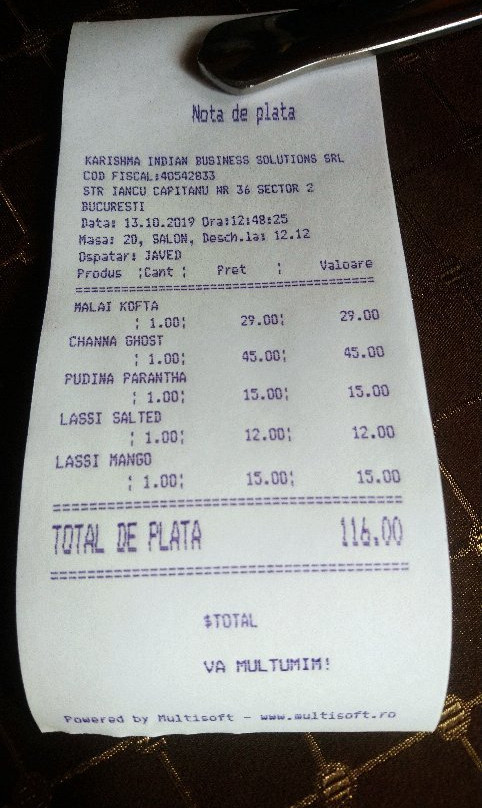 Nota de plata
KARISHMA INDIAN BUSINESS SOLUTIONS SRL
COD FISCAL:40542833
STR IANCU CAPITANU NR 36 SECTOR 2
BUCURESTI
Data: 13.10.2019 Ora:12:48:25
Masa: 20, SALON, Desch.la: 12.12
Ospatar: JAVED
Produs ¦Cant ¦ Pret ¦ Valoare
========================================
MALAI KOFTA
¦ 1.00¦ 29.00¦ 29.00
CHANNA GHOST
¦ 1.00¦ 45.00¦ 45.00
PUDINA PARANTHA
¦ 1.00¦ 15.00¦ 15.00
LASSI SALTED
¦ 1.00¦ 12.00¦ 12.00
LASSI MANGO
¦ 1.00¦ 15.00¦ 15.00
========================================
TOTAL DE PLATA 116.00
========================================
$TOTAL
VA MULTUMIM!
Powered by Multisoft - www.multisoft.ro